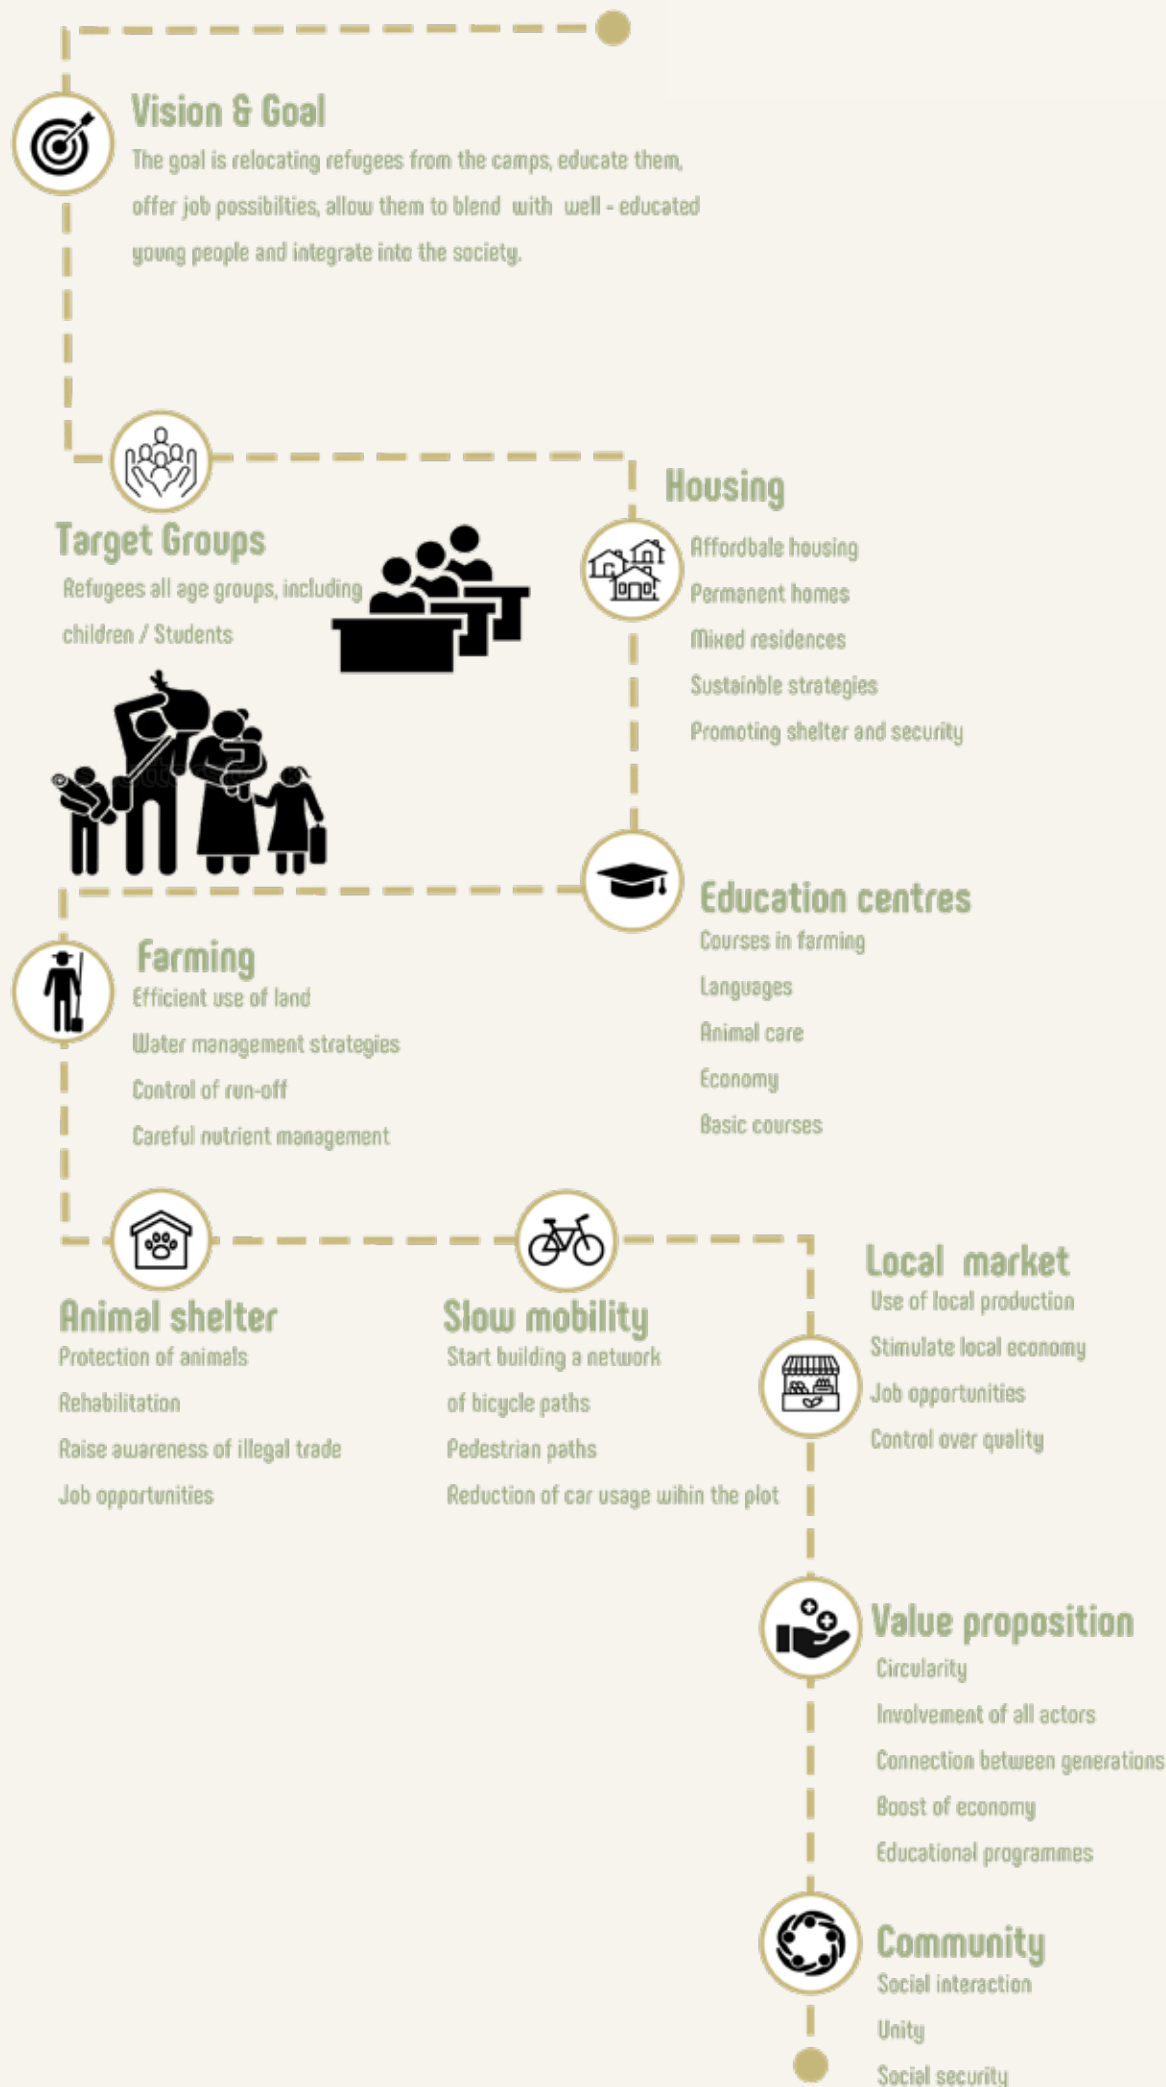 Vision & Goal
The goal is relocating refugees from the camps, educate them,
offer job possibilties, allow them to blend with well - educated
young people and integrate into the society.
Target Groups
Refugees all age groups, including
children / Students
Housing
Affordbale housing
Permanent homes
Mixed residences
Sustainble strategies
Promoting shelter and security
Education centres
Courses in farming
Languages
Animal care
Economy
Basic courses
Farming
Efficient use of land
Water management strategies
Control of run-off
Careful nutrient management
Animal shelter
Protection of animals
Rehabilitation
Raise awareness of illegal trade
Job opportunities
Slow mobility
Start building a network
of bicycle paths
Pedestrian paths
Reduction of car usage wihin the plot
Local market
Use of local production
Stimulate local economy
Job opportunities
Control over quality
Value proposition
Circularity
Involvement of all actors
Connection between generations
Boost of economy
Educational programmes
Community
Social interaction
Unity
Social security